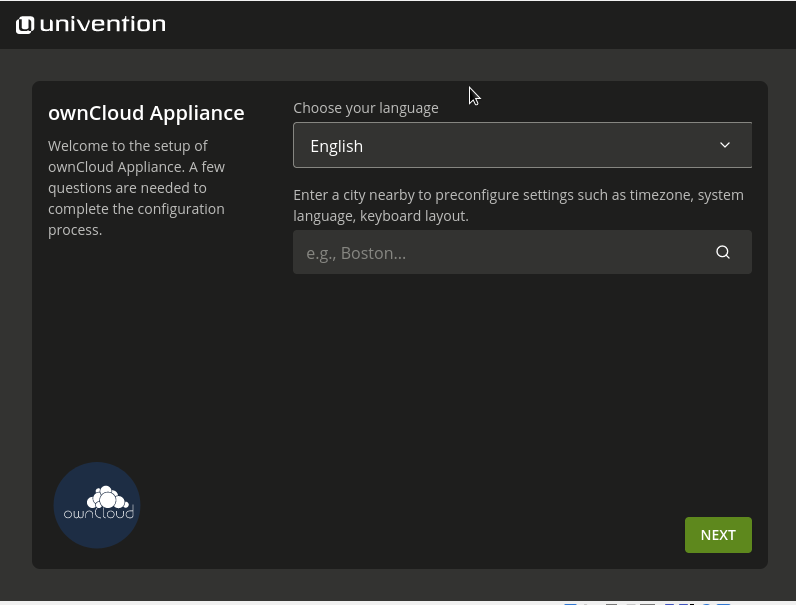 univention
ownCloud Appliance
Welcome to the setup of
ownCloud Appliance. A few
questions are needed to
complete the configuration
process.
Choose your language
English
Enter a city nearby to preconfigure settings such as timezone, system
language, keyboard layout.
e.g., Boston...
ownCloud
NEXT